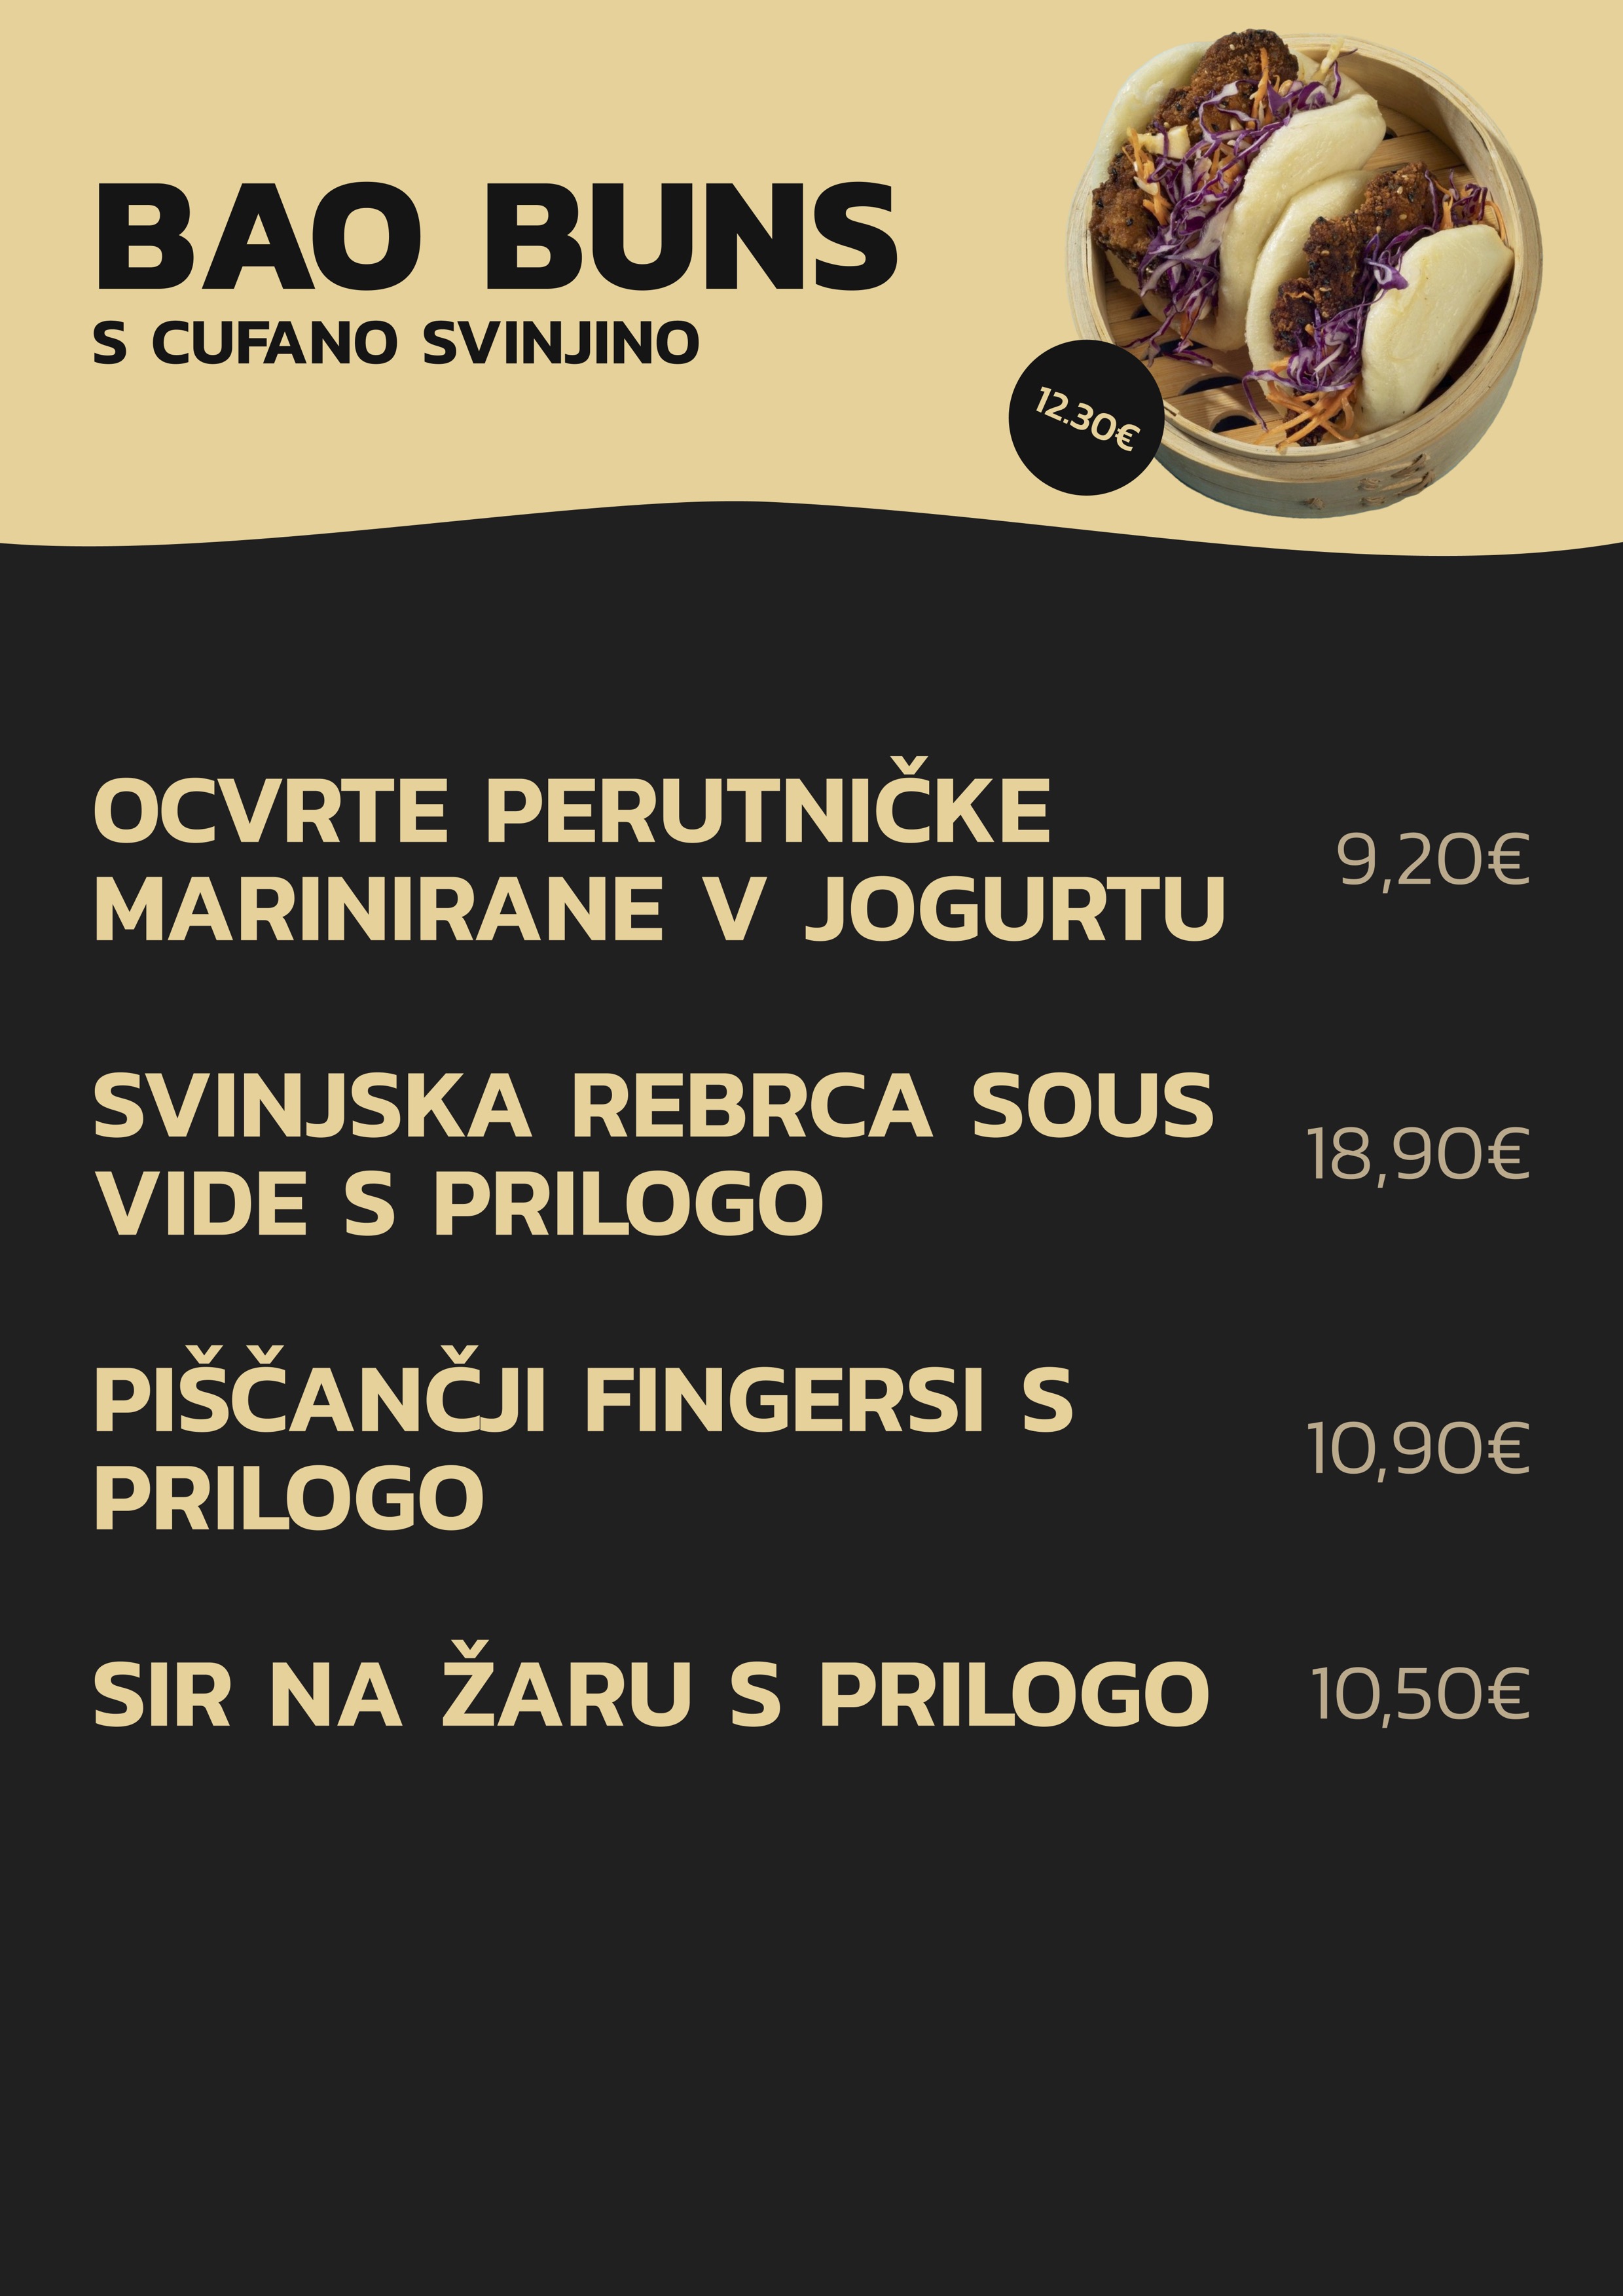 BAO BUNS
S CUFANO SVINJINO
12.30€
OCVRTE PERUTNIČKE
MARINIRANE V JOGURTU
9,20€
SVINJSKA REBRCA SOUS
VIDE S PRILOGO
18,90€
PIŠČANČJI FINGERSI S
PRILOGO
10,90€
SIR NA ŽARU S PRILOGO
10,50€